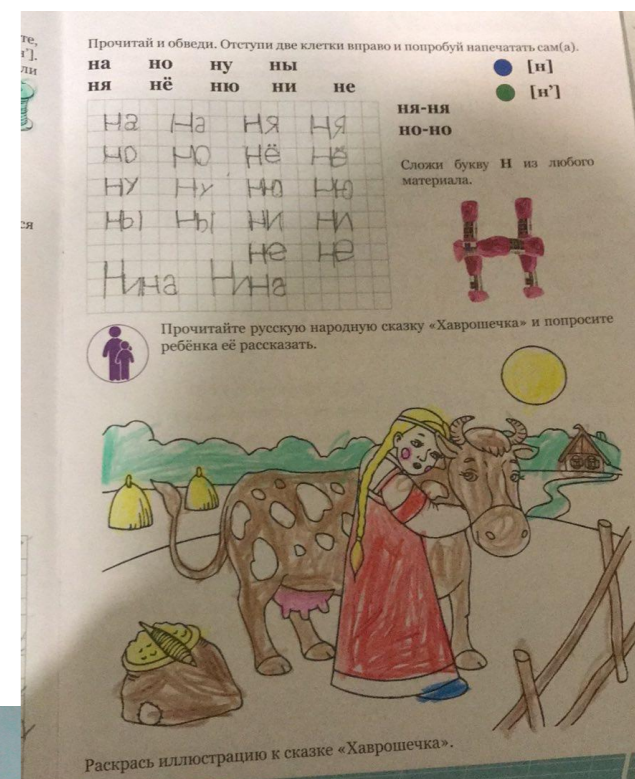 те,
н'].
ли
ся
Прочитай и обведи. Отступи две клетки вправо и попробуй напечатать сам(а).
на но ну ны
ня нё ню ни не
[н]
[н’]
ня-ня
но-но
На На НЯ НЯ
НО НО Нё Нё
НУ НУ НЮ НЮ
НЫ НЫ НИ НИ
Не Не
Нина Нина
Сложи букву Н из любого
материала.
Н
Прочитайте русскую народную сказку «Хаврошечка» и попросите
ребёнка её рассказать.
Раскрась иллюстрацию к сказке «Хаврошечка».